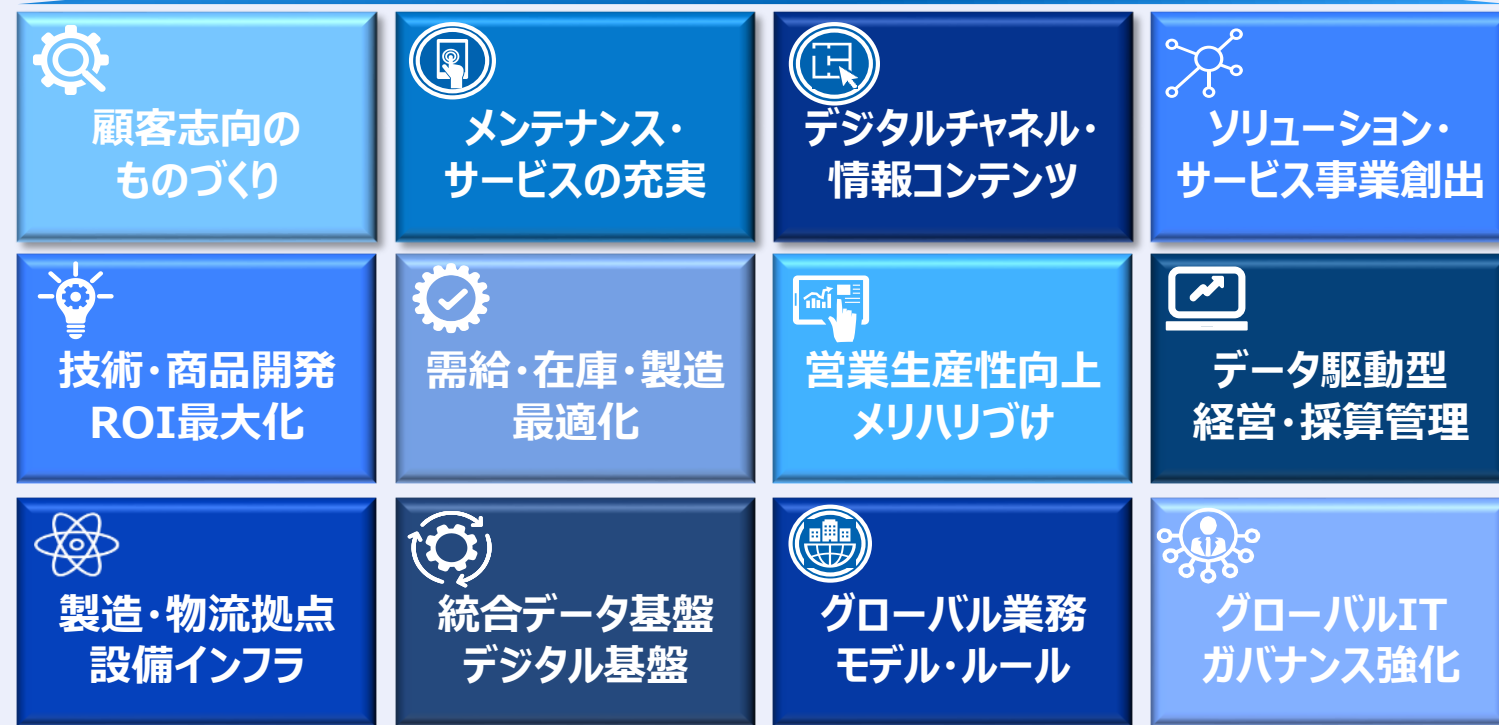 顧客志向の
ものづくり
メンテナンス・
サービスの充実
デジタルチャネル・
情報コンテンツ
ソリューション・
サービス事業創出
技術・商品開発
ROI最大化
需給・在庫・製造
最適化
営業生産性向上
メリハリづけ
データ駆動型
経営・採算管理
製造・物流拠点
設備インフラ
統合データ基盤
デジタル基盤
グローバル業務
モデル・ルール
グローバルIT
ガバナンス強化